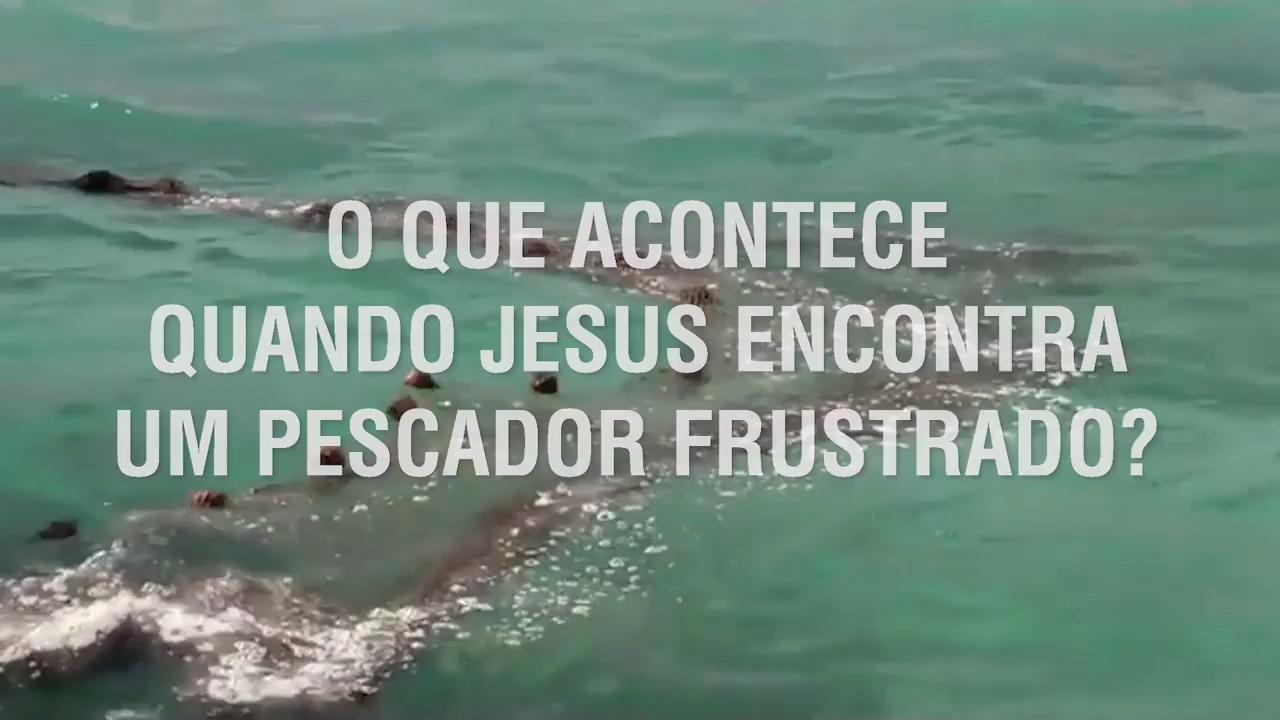 O QUE ACONTECE
QUANDO JESUS ENCONTRA
UM PESCADOR FRUSTRADO?